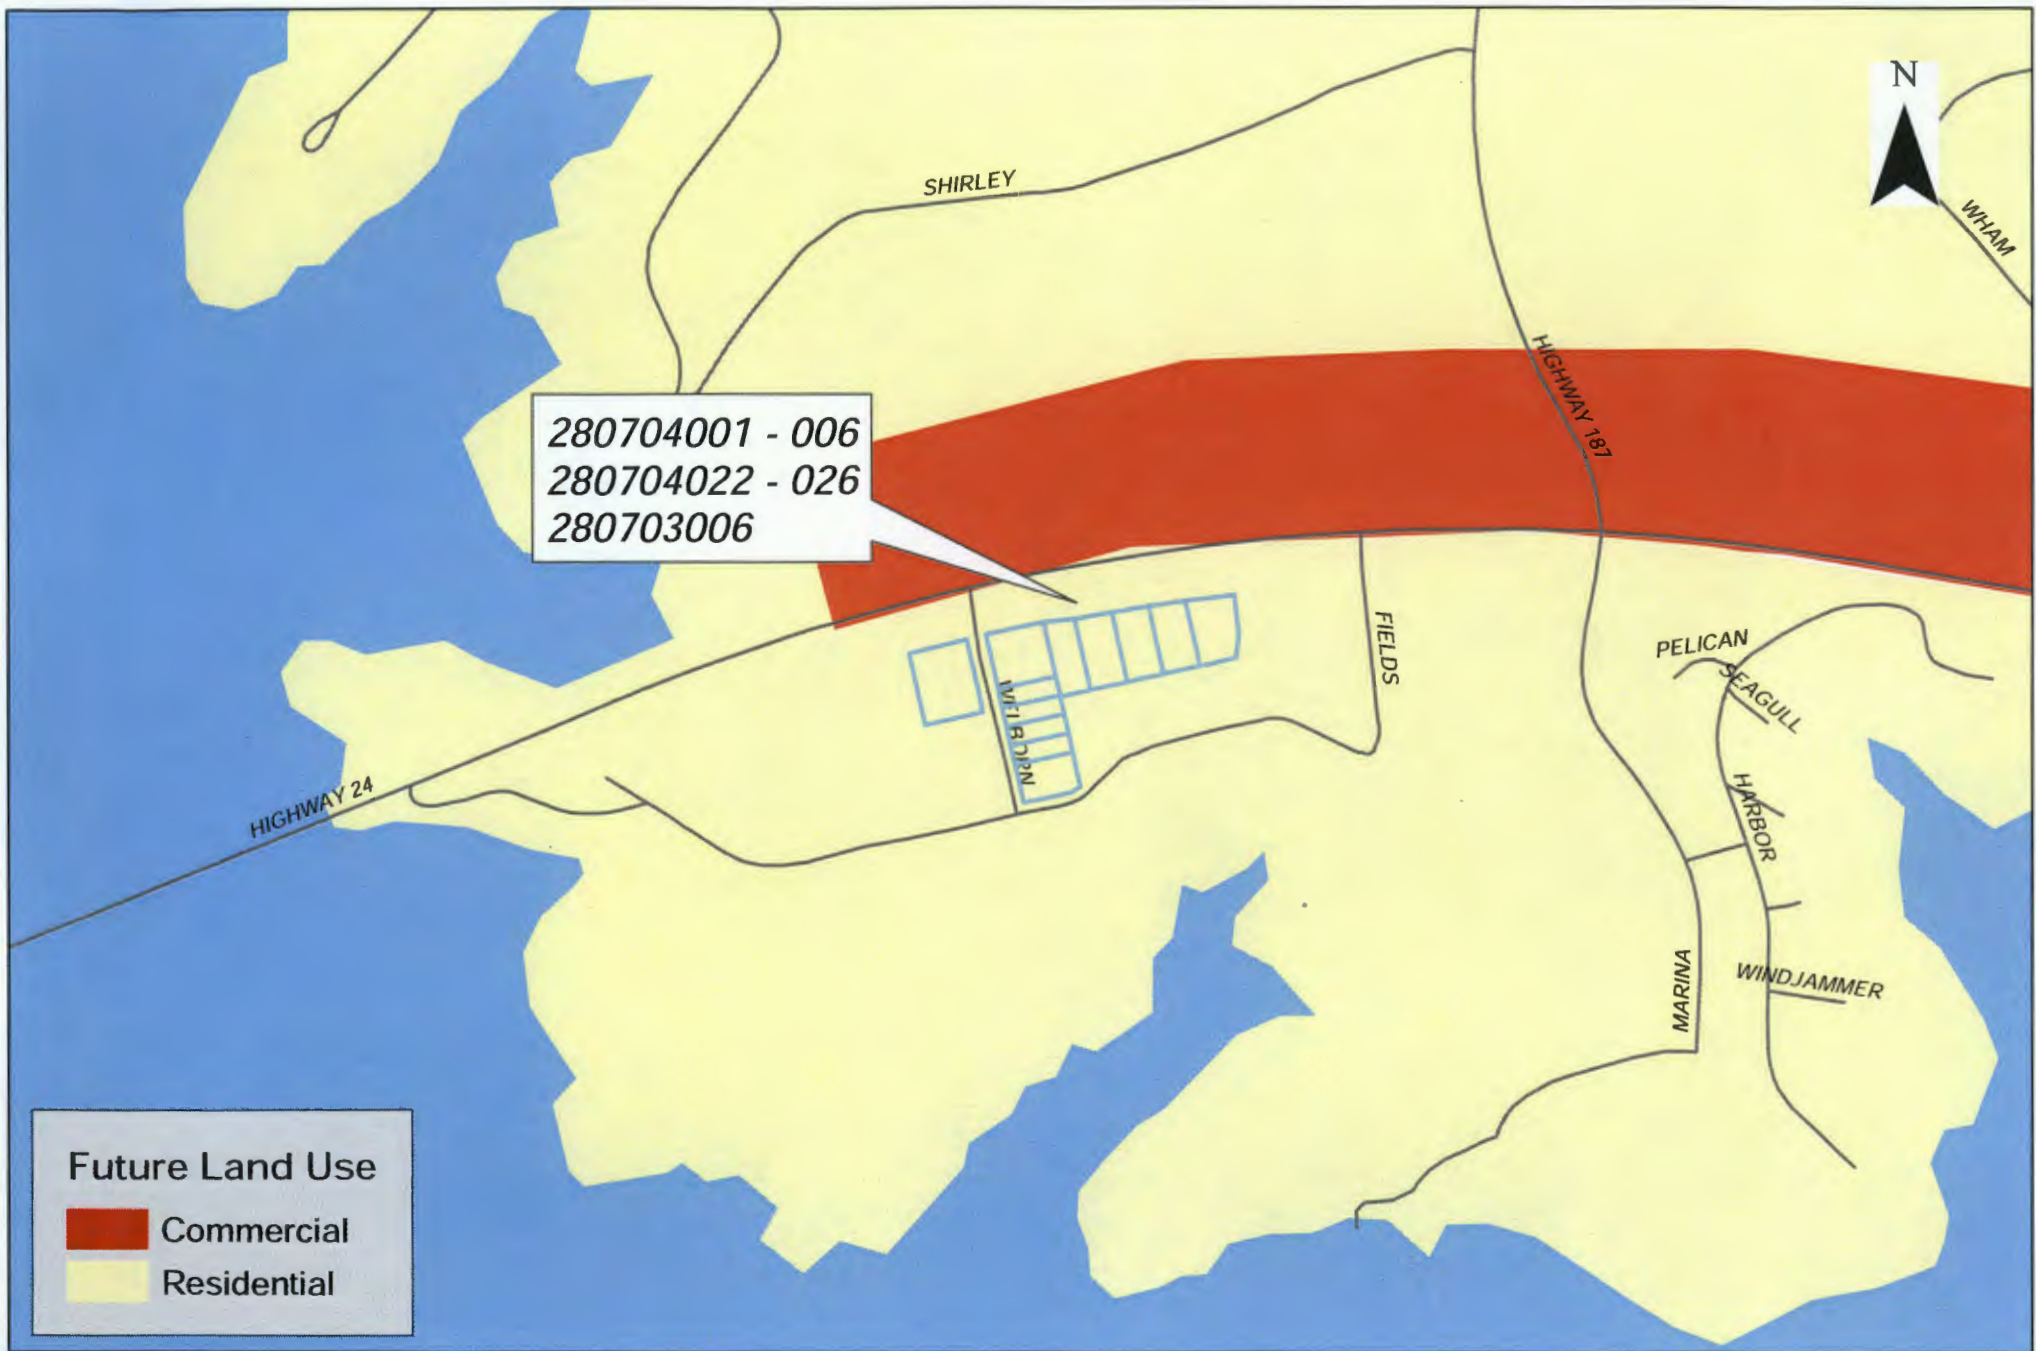 N
SHIRLEY
WHAM
HIGHWAY 187
280704001 - 006
280704022 - 026
280703006
FIELDS
PELICAN
SEAGULL
WELBORN
HIGHWAY 24
HARBOR
MARINA
WINDJAMMER
Future Land Use
Commercial
Residential